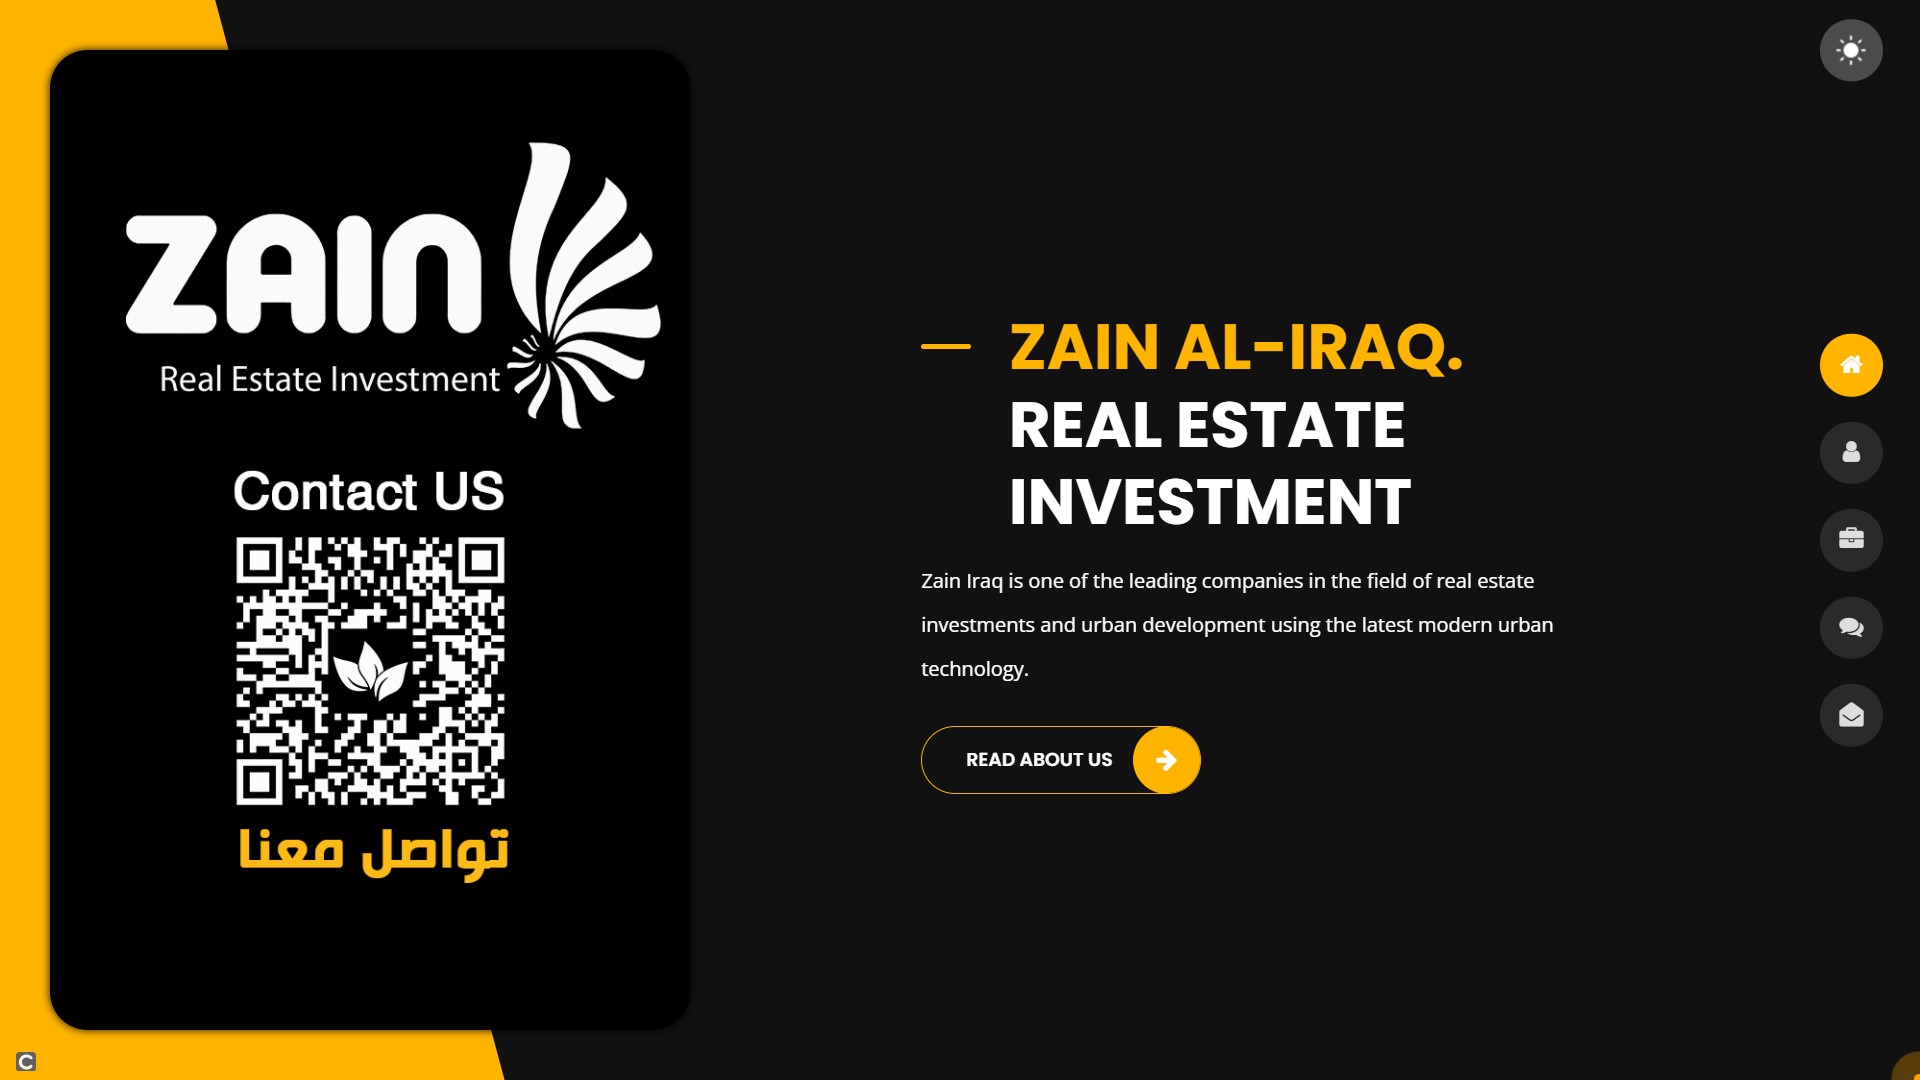 ZAIN
Real Estate Investment
Contact US
تواصل معنا
ZAIN AL-IRAQ.
REAL ESTATE
INVESTMENT
Zain Iraq is one of the leading companies in the field of real estate
investments and urban development using the latest modern urban
technology.
READ ABOUT US
C